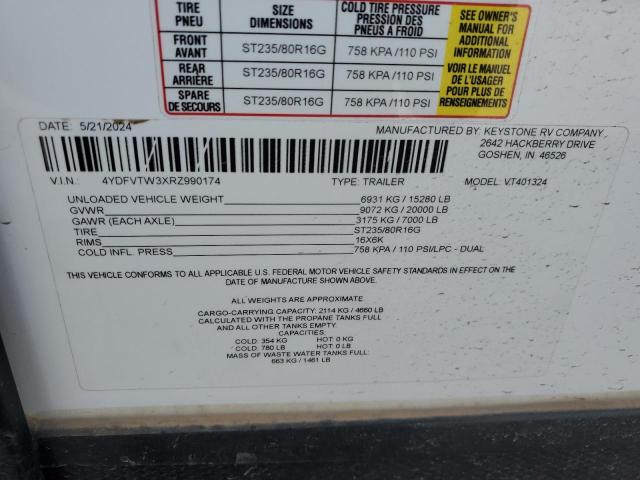 TIRE
PNEU
SIZE
DIMENSIONS
COLD TIRE PRESSURE
PRESSION DES
PNEUS A FROID
SEE OWNER'S
MANUAL FOR
ADDITIONAL
INFORMATION
VOIR LE MANUEL
DE L'USAGER
POUR PLUS DE
RENSEIGNEMENTS
FRONT
AVANT
ST235/80R16G
758 KPA /110 PSI
REAR
ARRIÈRE
ST235/80R16G
758 KPA /110 PSI
SPARE
DE SECOURS
ST235/80R16G
758 KPA /110 PSI
DATE: 5/21/2024
MANUFACTURED BY: KEYSTONE RV COMPANY
2642 HACKBERRY DRIVE
GOSHEN, IN 46526
V.I.N.: 4YDFVTW3XRZ990174
TYPE: TRAILER
MODEL: VT401324
UNLOADED VEHICLE WEIGHT 6931 KG / 15280 LB
GVWR 9072 KG / 20000 LB
GAWR (EACH AXLE) 3175 KG / 7000 LB
TIRE ST235/80R16G
RIMS 16X6K
COLD INFL. PRESS 758 KPA / 110 PSI/LPC - DUAL
THIS VEHICLE CONFORMS TO ALL APPLICABLE U.S. FEDERAL MOTOR VEHICLE SAFETY STANDARDS IN EFFECT ON THE
DATE OF MANUFACTURE SHOWN ABOVE.
ALL WEIGHTS ARE APPROXIMATE.
CARGO-CARRYING CAPACITY: 2114 KG / 4660 LB
CALCULATED WITH THE PROPANE TANKS FULL
AND ALL OTHER TANKS EMPTY.
CAPACITIES:
COLD: 354 KG HOT: 0 KG
COLD: 780 LB HOT: 0 LB
MASS OF WASTE WATER TANKS FULL
663 KG / 1461 LB